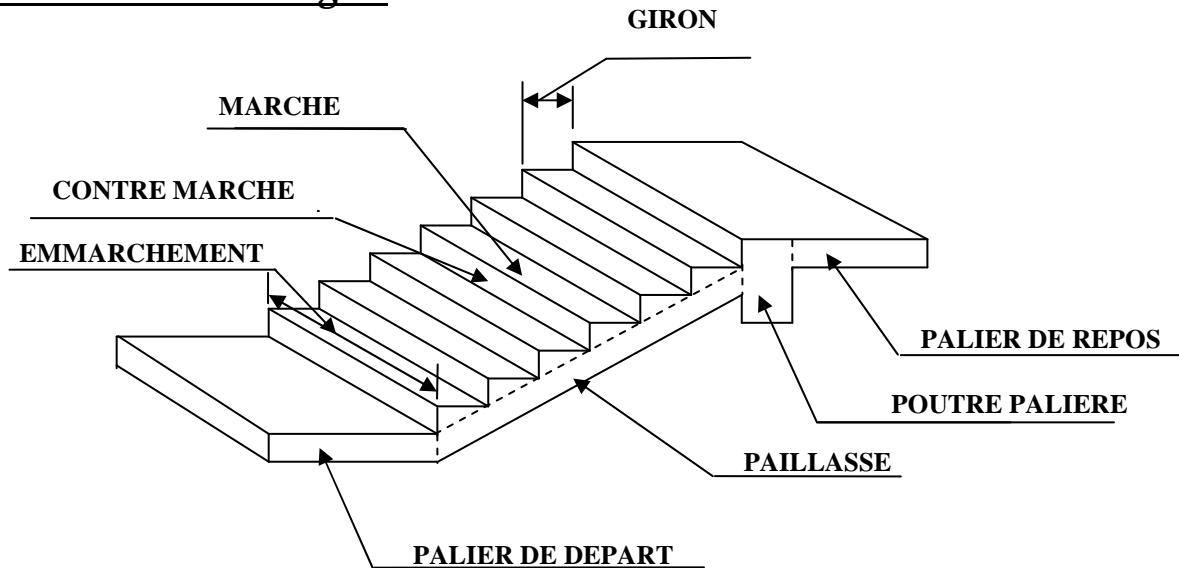 GIRON
MARCHE
CONTRE MARCHE
EMMARCHEMENT
PALIER DE REPOS
POUTRE PALIERE
PAILLASSE
PALIER DE DEPART